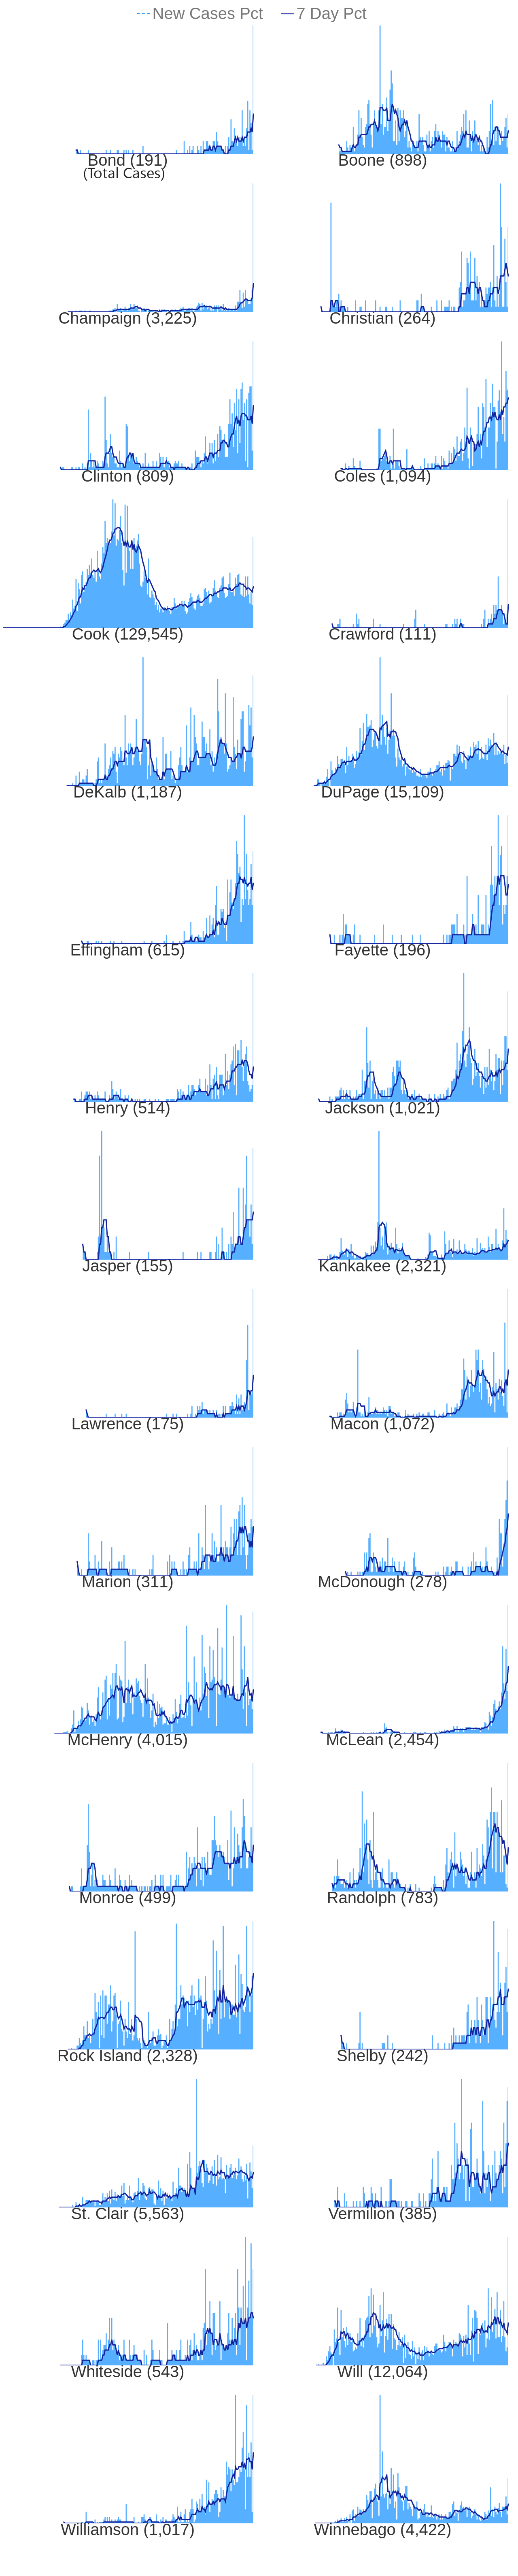 New Cases Pct 7 Day Pct
Bond (191)
(Total Cases)
Boone (898)
Champaign (3,225)
Christian (264)
Clinton (809)
Coles (1,094)
Cook (129,545)
Crawford (111)
DeKalb (1,187)
DuPage (15,109)
Effingham (615)
Fayette (196)
Henry (514)
Jackson (1,021)
Jasper (155)
Kankakee (2,321)
Lawrence (175)
Macon (1,072)
Marion (311)
McDonough (278)
McHenry (4,015)
McLean (2,454)
Monroe (499)
Randolph (783)
Rock Island (2,328)
Shelby (242)
St. Clair (5,563)
Vermilion (385)
Whiteside (543)
Will (12,064)
Williamson (1,017)
Winnebago (4,422)